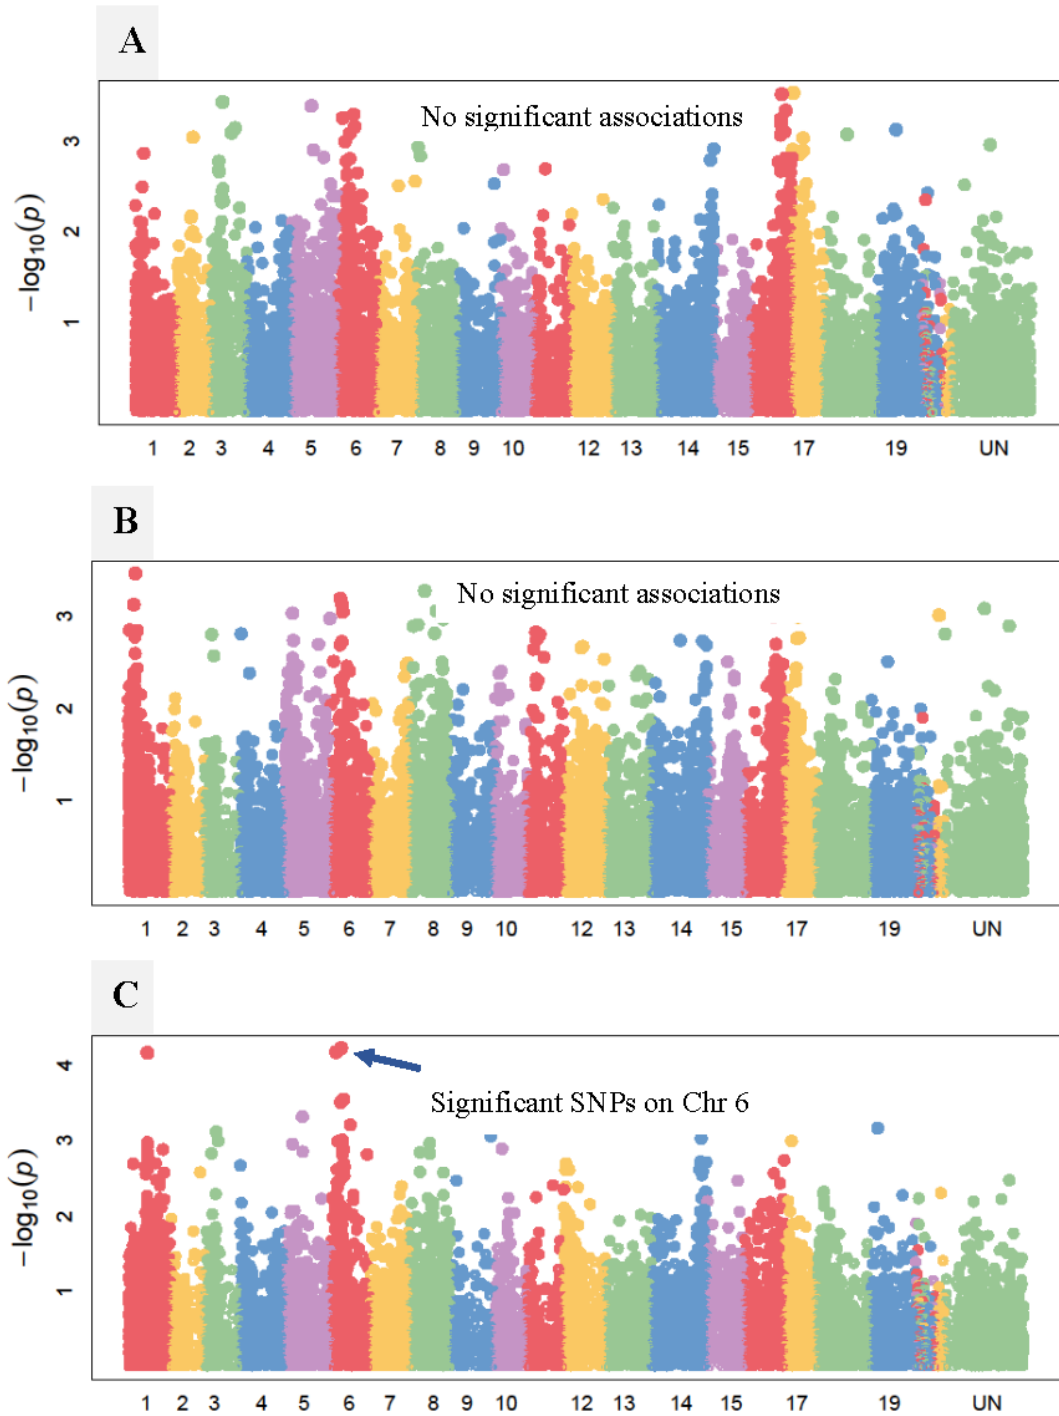 A
No significant associations
3
2
1
−log10(p)
1 2 3 4 5 6 7 8 9 10 12 13 14 15 17 19 UN
B
No significant associations
3
2
1
−log10(p)
1 2 3 4 5 6 7 8 9 10 12 13 14 15 17 19 UN
C
4
Significant SNPs on Chr 6
3
2
1
−log10(p)
1 2 3 4 5 6 7 8 9 10 12 13 14 15 17 19 UN